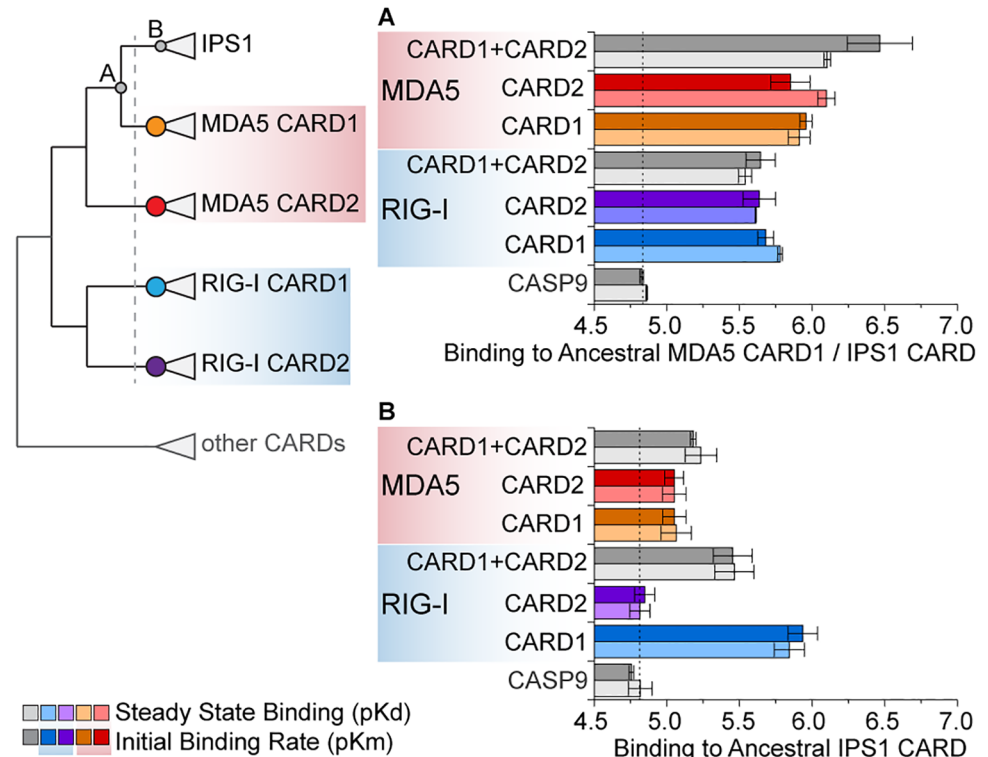 B
IPS1
A
MDA5 CARD1
MDA5 CARD2
RIG-I CARD1
RIG-I CARD2
other CARDs
A
CARD1+CARD2
MDA5
CARD2
CARD1
CARD1+CARD2
RIG-I
CARD2
CARD1
CASP9
4.5 5.0 5.5 6.0 6.5 7.0
Binding to Ancestral MDA5 CARD1 / IPS1 CARD
B
CARD1+CARD2
MDA5
CARD2
CARD1
CARD1+CARD2
RIG-I
CARD2
CARD1
CASP9
4.5 5.0 5.5 6.0 6.5 7.0
Binding to Ancestral IPS1 CARD
Steady State Binding (pKd)
Initial Binding Rate (pKm)